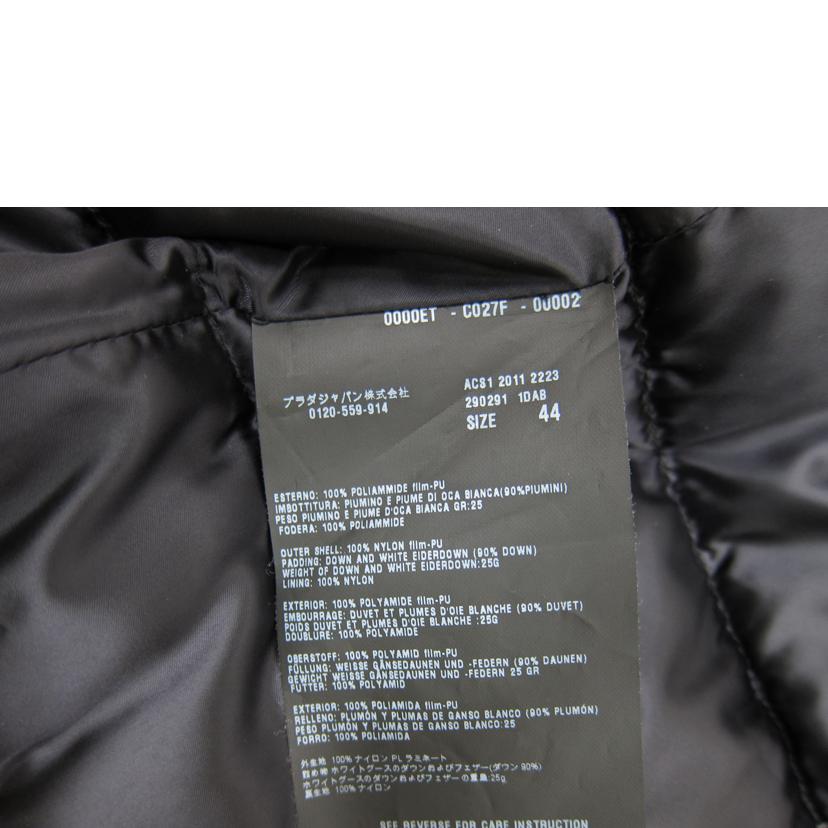 0000ET - C027F - 00002
プラダジャパン株式会社
0120-559-914
ACS1 2011 2223
290291 1DAB
SIZE 44
ESTERNO: 100% POLIAMMIDE film-PU
IMBOTTITURA: PIUMINO E PIUME DI OCA BIANCA(90%PIUMINI)
PESO PIUMINO E PIUME D'OCA BIANCA GR:25
FODERA: 100% POLIAMMIDE
OUTER SHELL: 100% NYLON film-PU
PADDING: DOWN AND WHITE EIDERDOWN (90% DOWN)
WEIGHT OF DOWN AND WHITE EIDERDOWN:25G
LINING: 100% NYLON
EXTERIOR: 100% POLYAMIDE film-PU
EMBOURRAGE: DUVET ET PLUMES D'OIE BLANCHE (90% DUVET)
POIDS DUVET ET PLUMES D'OIE BLANCHE :25G
DOUBLURE: 100% POLYAMIDE
OBERSTOFF: 100% POLYAMID film-PU
FÜLLUNG: WEISSE GÄNSEDAUNEN UND -FEDERN (90% DAUNEN)
GEWICHT WEISSE GÄNSEDAUNEN UND -FEDERN 25 GR
FUTTER: 100% POLYAMID
EXTERIOR: 100% POLIAMIDA film-PU
RELLENO: PLUMÓN Y PLUMAS DE GANSO BLANCO (90% PLUMÓN)
PESO PLUMÓN Y PLUMAS DE GANSO BLANCO:25
FORRO: 100% POLIAMIDA
外生地 100%ナイロン PLラミネート
詰め物 ホワイトグースのダウンおよびフェザー(ダウン 90%)
ホワイトグースのダウンおよびフェザーの重量:25g
裏生地 100%ナイロン
SEE REVERSE FOR CARE INSTRUCTION